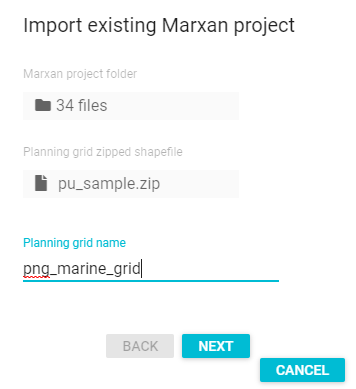 Import existing Marxan project
Marxan project folder
34 files
Planning grid zipped shapefile
pu_sample.zip
Planning grid name
png_marine_grid
BACK NEXT
CANCEL